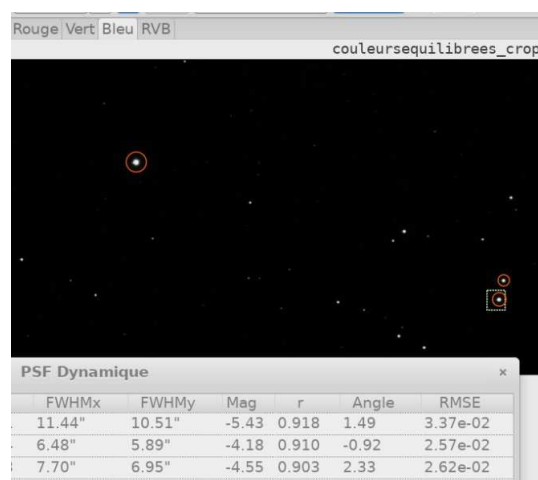 Rouge Vert Bleu RVB
couleursequilibrees_crop
PSF Dynamique ×
FWHMx FWHMy Mag r Angle RMSE
11.44" 10.51" -5.43 0.918 1.49 3.37e-02
6.48" 5.89" -4.18 0.910 -0.92 2.57e-02
7.70" 6.95" -4.55 0.903 2.33 2.62e-02